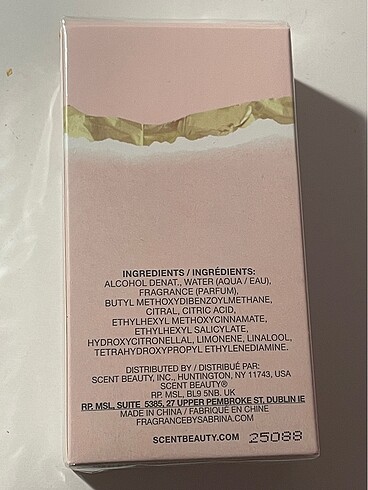 INGREDIENTS / INGRÉDIENTS:
ALCOHOL DENAT., WATER (AQUA / EAU),
FRAGRANCE (PARFUM),
BUTYL METHOXYDIBENZOYLMETHANE,
CITRAL, CITRIC ACID,
ETHYLHEXYL METHOXYCINNAMATE,
ETHYLHEXYL SALICYLATE,
HYDROXYCITRONELLAL, LIMONENE, LINALOOL,
TETRAHYDROXYPROPYL ETHYLENEDIAMINE.
DISTRIBUTED BY / DISTRIBUÉ PAR:
SCENT BEAUTY, INC., HUNTINGTON, NY 11743, USA
SCENT BEAUTY®
RP. MSL, BL9 5NB. UK
RP. MSL, SUITE 5385, 27 UPPER PEMBROKE ST, DUBLIN IE
MADE IN CHINA / FABRIQUÉ EN CHINE
FRAGRANCEBYSABRINA.COM
SCENTBEAUTY.COM 25088